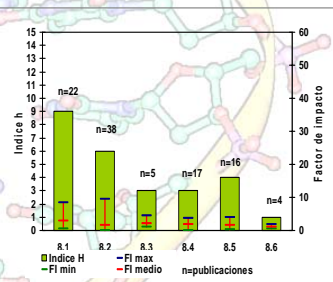 15
14
13
12
11
10
9
8
7
6
5
4
3
2
1
0
Indice h
60
50
40
30
20
10
0
Factor de impacto
n=22
n=38
n=5
n=17
n=16
n=4
8.1 8.2 8.3 8.4 8.5 8.6
Indice H FI max
FI min FI medio n=publicaciones